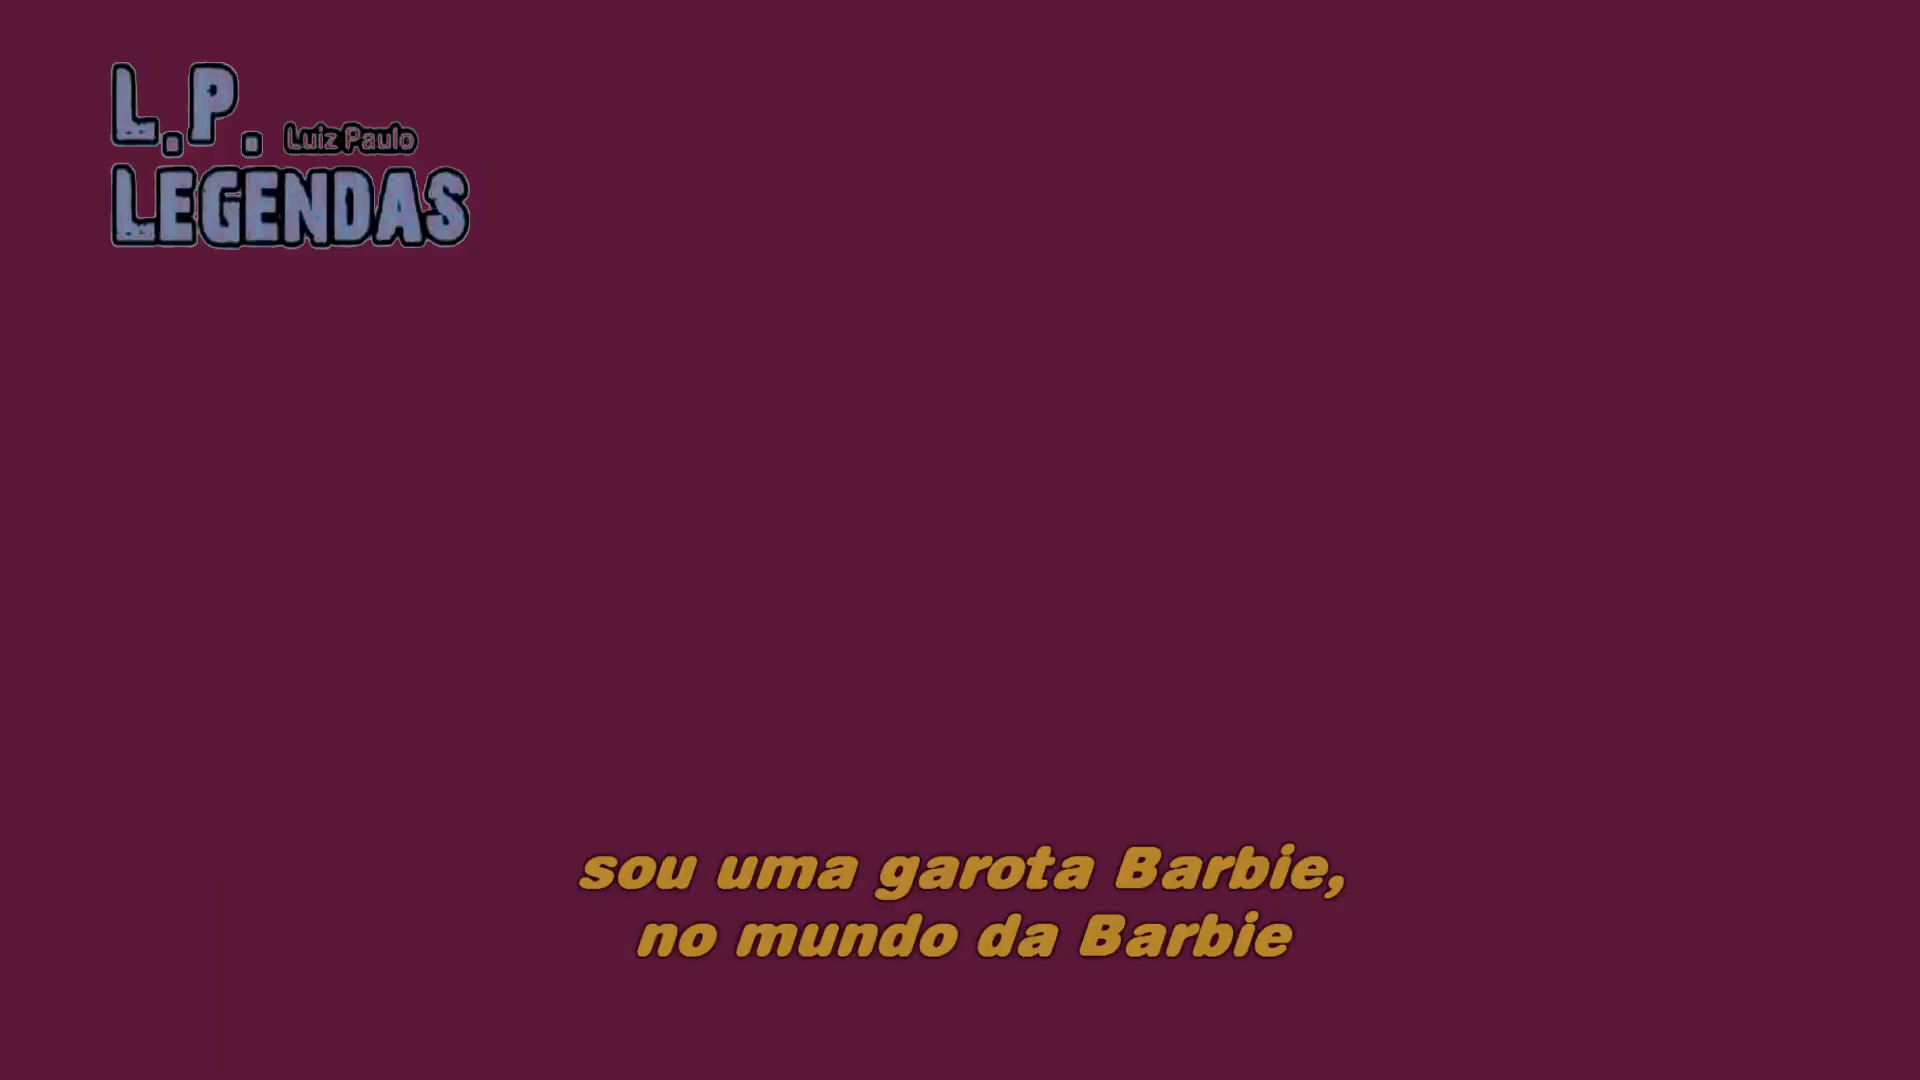 L.P. Luiz Paulo
LEGENDAS
sou uma garota Barbie,
no mundo da Barbie